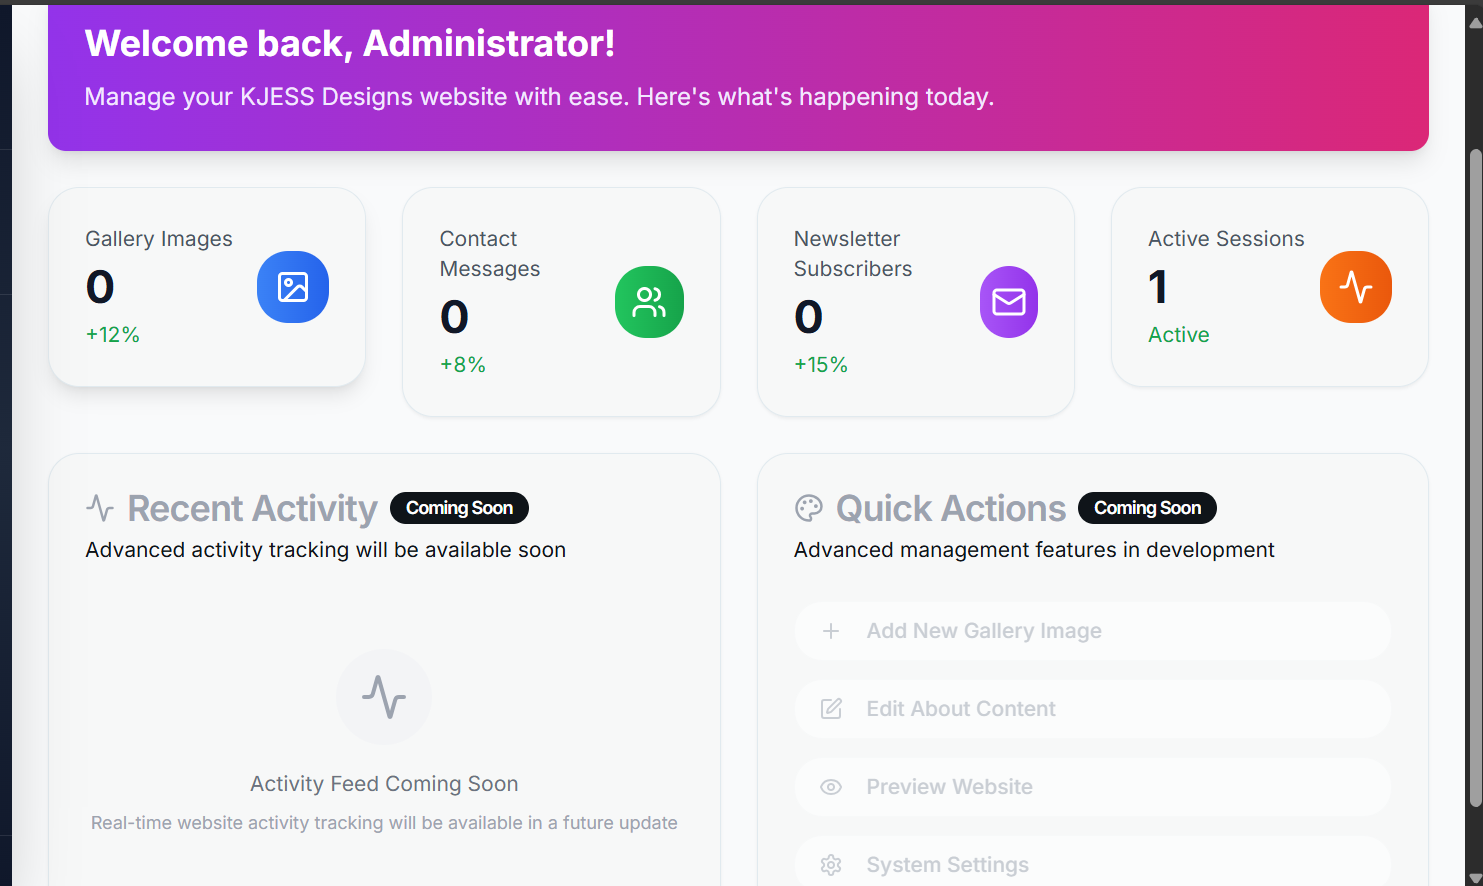 Welcome back, Administrator!
Manage your KJESS Designs website with ease. Here's what's happening today.
Gallery Images
0
+12%
Contact
Messages
0
+8%
Newsletter
Subscribers
0
+15%
Active Sessions
1
Active
Recent Activity Coming Soon
Advanced activity tracking will be available soon
Activity Feed Coming Soon
Real-time website activity tracking will be available in a future update
Quick Actions Coming Soon
Advanced management features in development
Add New Gallery Image
Edit About Content
Preview Website
System Settings